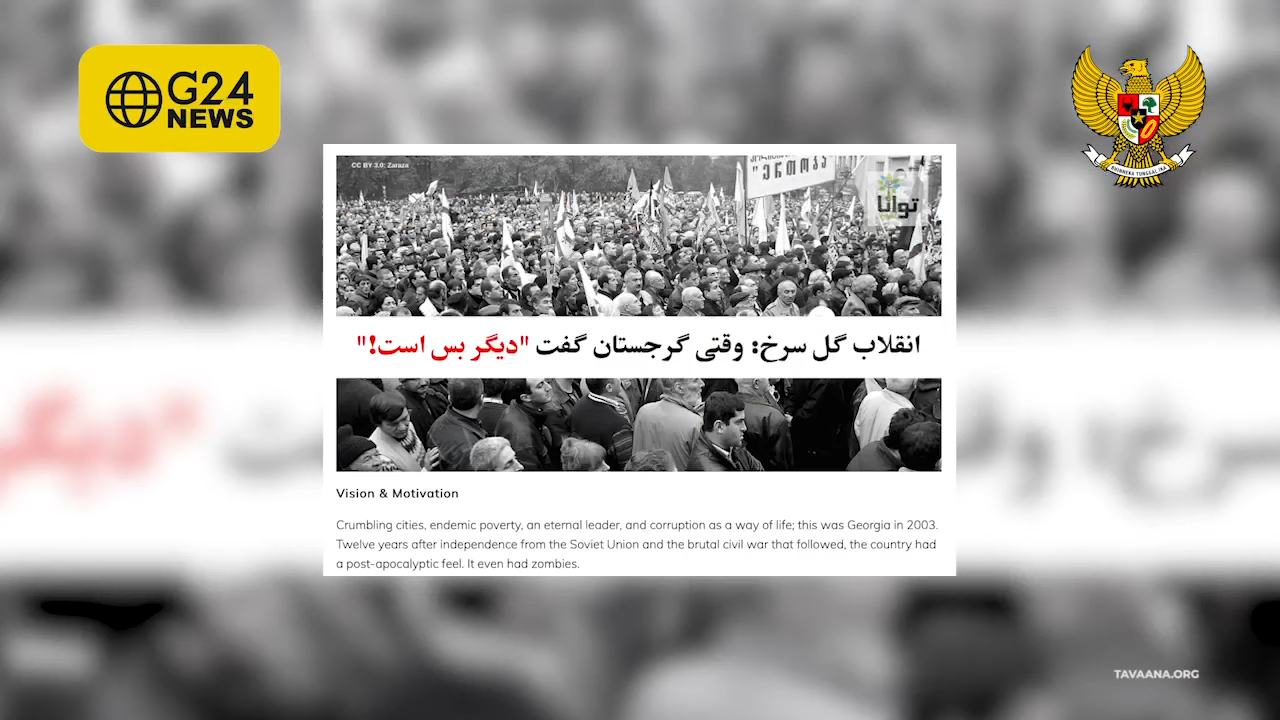 G24
NEWS
BHINNEKA TUNGGAL IKA
CC BY 3.0: Zaraza
توانا
انقلاب گل سرخ: وقتی گرجستان گفت "دیگر بس است!"
Vision & Motivation
Crumbling cities, endemic poverty, an eternal leader, and corruption as a way of life; this was Georgia in 2003.
Twelve years after independence from the Soviet Union and the brutal civil war that followed, the country had
a post-apocalyptic feel. It even had zombies.
TAVAANA.ORG